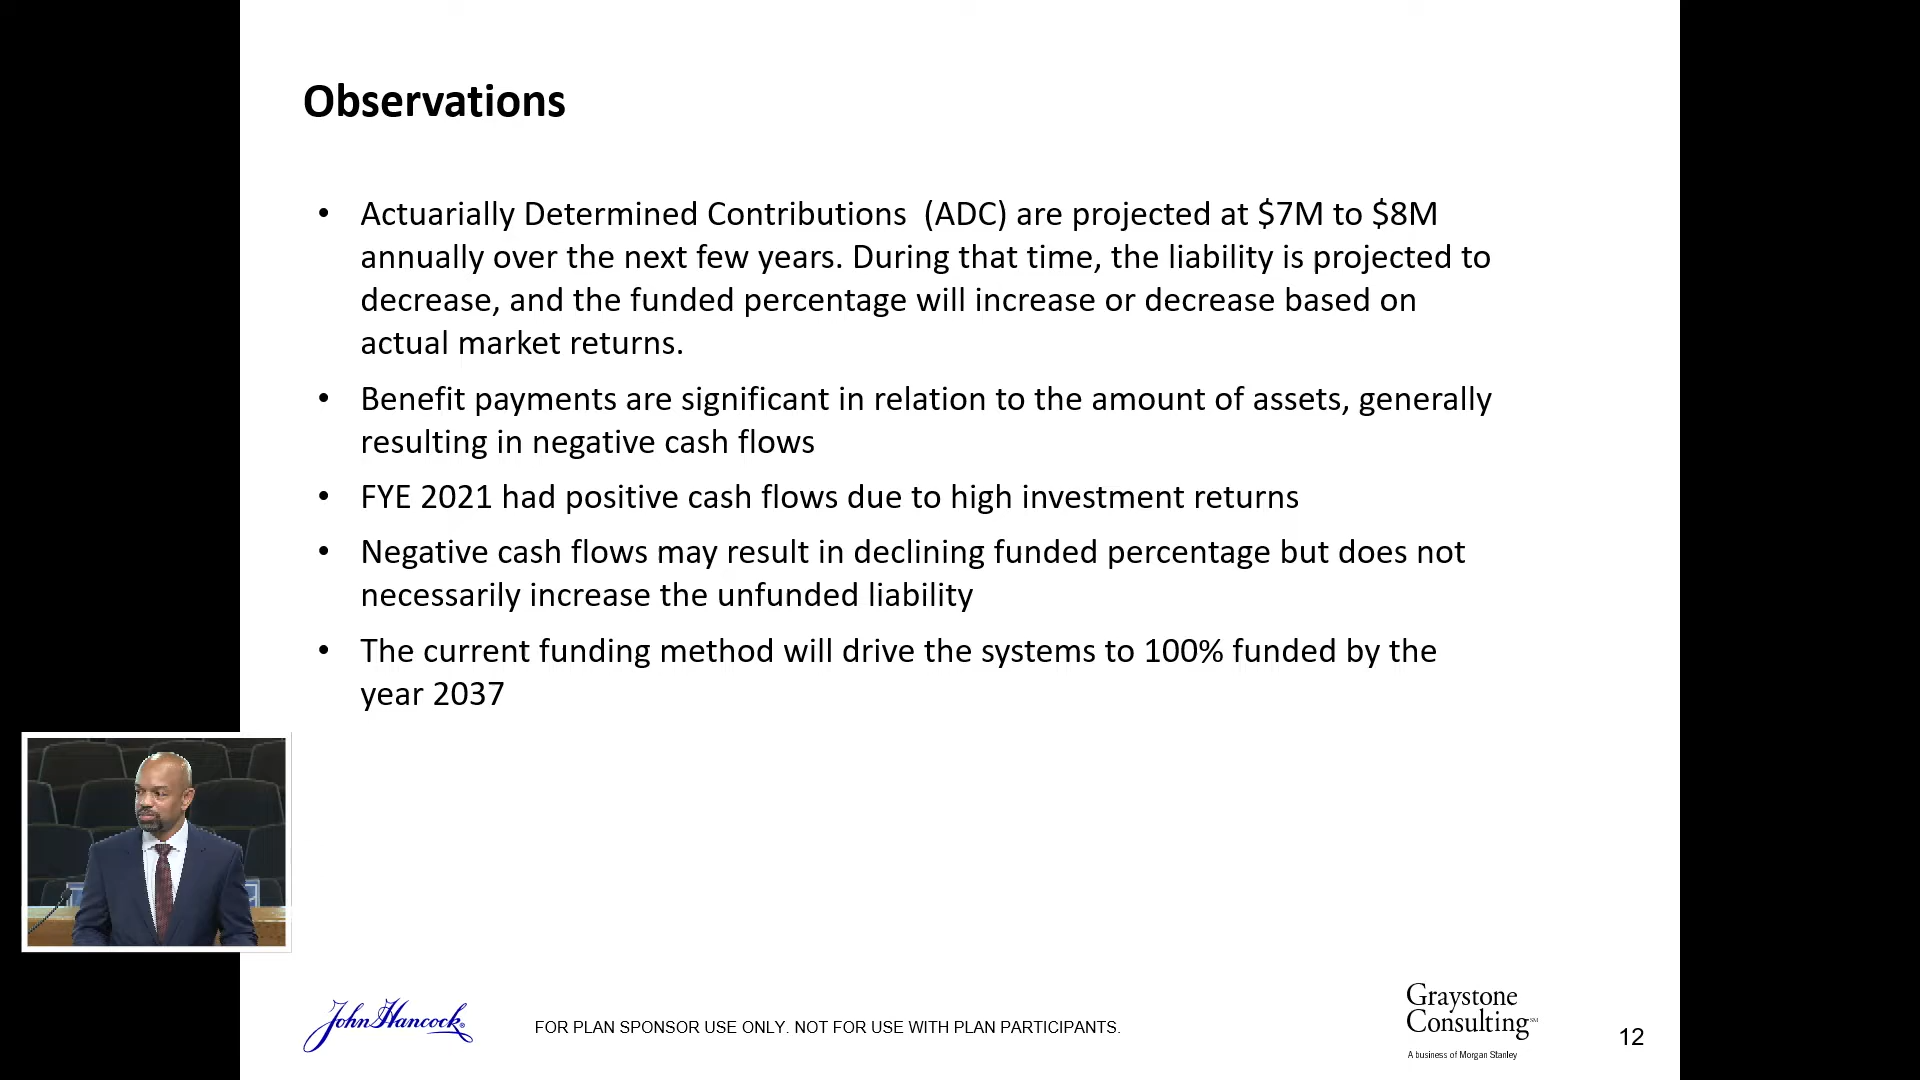 Observations
• Actuarially Determined Contributions  (ADC) are projected at $7M to $8M
annually over the next few years. During that time, the liability is projected to
decrease, and the funded percentage will increase or decrease based on
actual market returns.
• Benefit payments are significant in relation to the amount of assets, generally
resulting in negative cash flows
• FYE 2021 had positive cash flows due to high investment returns
• Negative cash flows may result in declining funded percentage but does not
necessarily increase the unfunded liability
• The current funding method will drive the systems to 100% funded by the
year 2037
John Hancock®
FOR PLAN SPONSOR USE ONLY. NOT FOR USE WITH PLAN PARTICIPANTS.
Graystone
Consulting℠
A business of Morgan Stanley
12